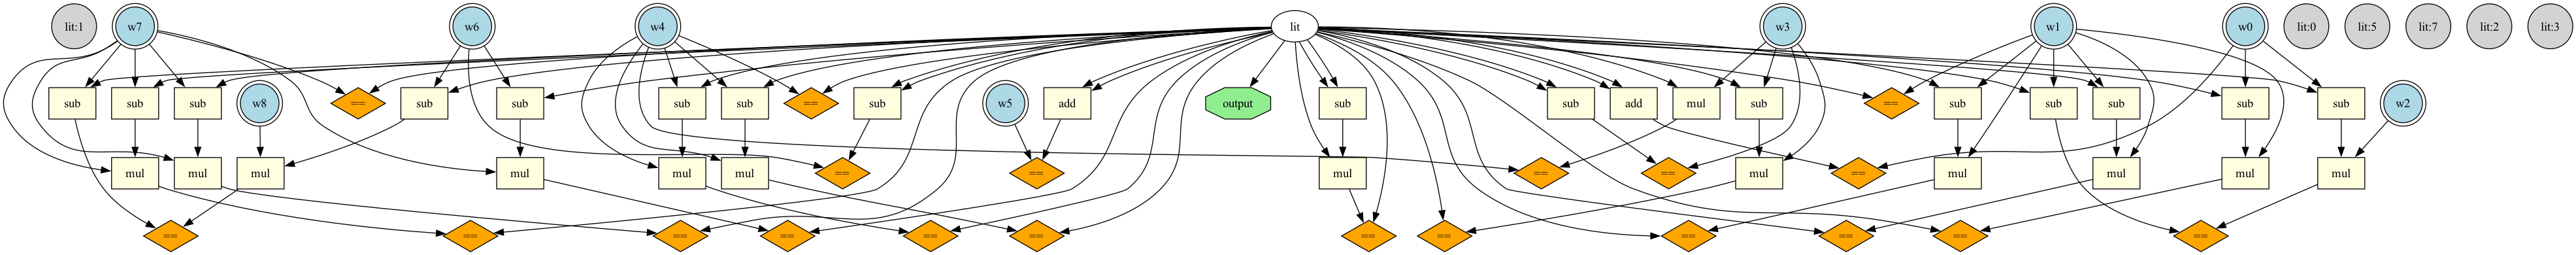 lit:1 w7 w6 w4 lit w3 w1 w0 lit:0 lit:5 lit:7 lit:2 lit:3
sub sub sub w8 == sub sub sub sub == sub w5 add output sub sub add mul sub == sub sub sub sub sub w2
mul mul mul mul mul mul == == mul == == mul == mul mul mul mul
== == == == == == == == == == == ==